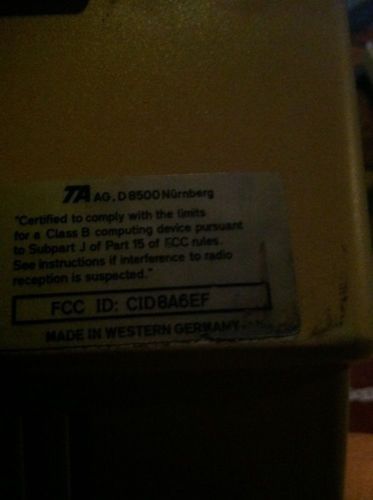 TA AG, D 8500 Nürnberg
"Certified to comply with the limits
for a Class B computing device pursuant
to Subpart J of Part 15 of FCC rules.
See instructions if interference to radio
reception is suspected."
FCC ID: CID8A6EF
MADE IN WESTERN GERMANY